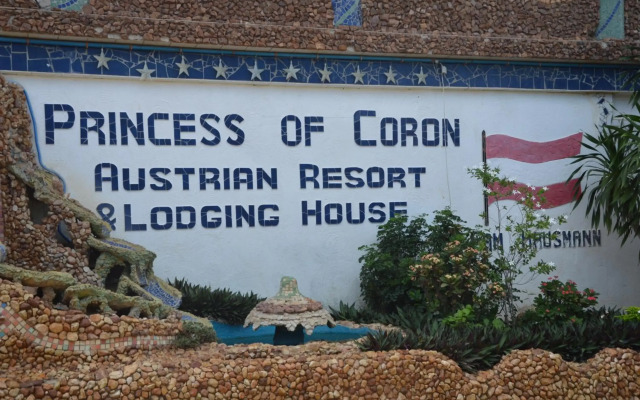 PRINCESS OF CORON
AUSTRIAN RESORT
& LODGING HOUSE